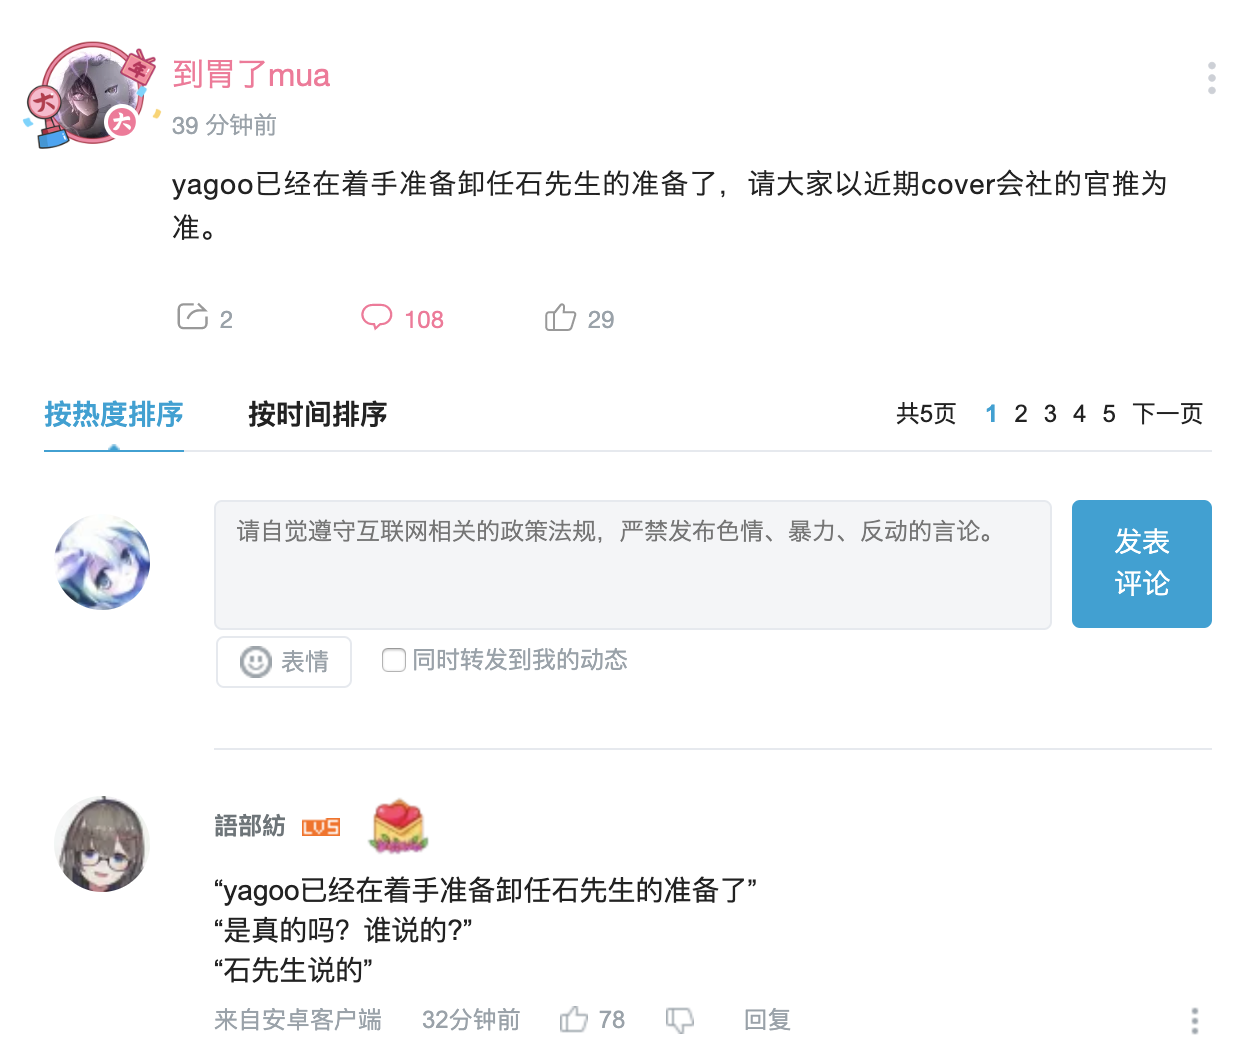 到胃了mua
39 分钟前
yagoo已经在着手准备卸任石先生的准备了，请大家以近期cover会社的官推为
准。
2 108 29
按热度排序 按时间排序 共5页 1 2 3 4 5 下一页
请自觉遵守互联网相关的政策法规，严禁发布色情、暴力、反动的言论。
发表
评论
表情 同时转发到我的动态
語部紡 LV5
“yagoo已经在着手准备卸任石先生的准备了”
“是真的吗？谁说的?”
“石先生说的”
来自安卓客户端 32分钟前 78 回复
年
大
大